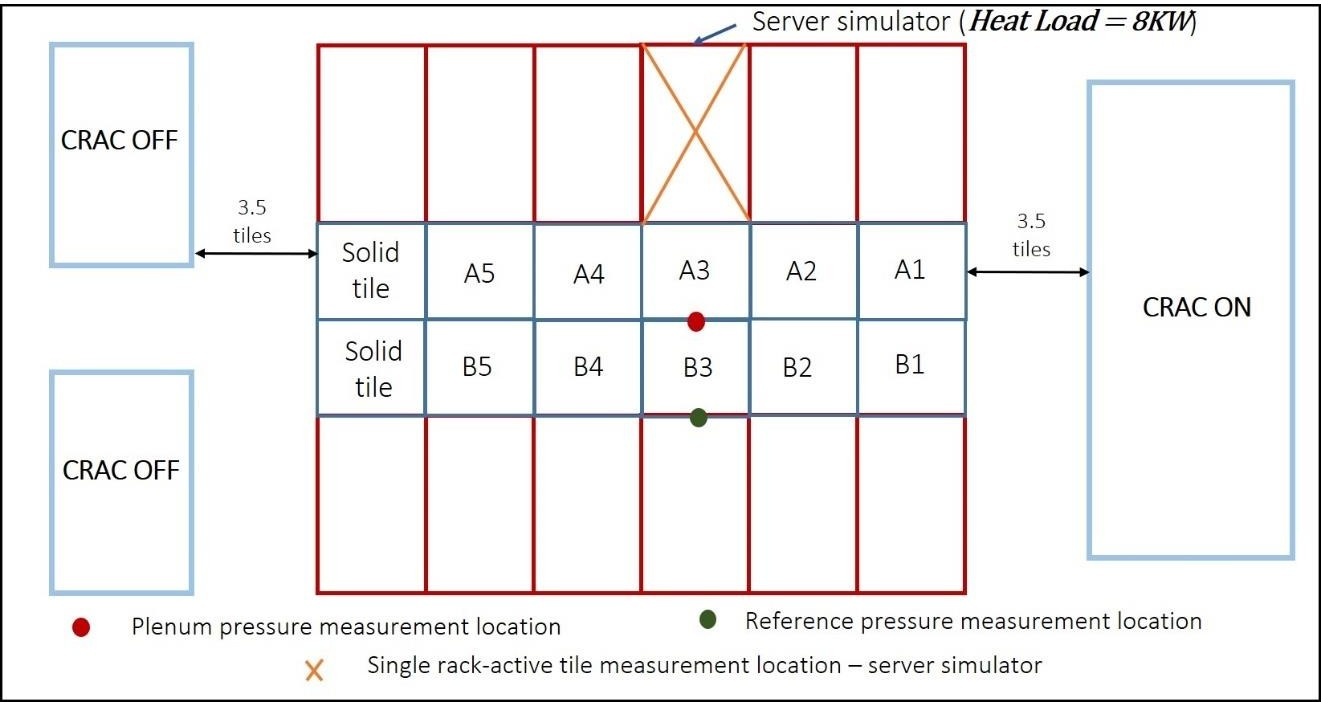 Server simulator (Heat Load = 8KW)
CRAC OFF
3.5
tiles
3.5
tiles
Solid
tile
A5
A4
A3
A2
A1
CRAC ON
Solid
tile
B5
B4
B3
B2
B1
CRAC OFF
Plenum pressure measurement location
Reference pressure measurement location
Single rack-active tile measurement location – server simulator